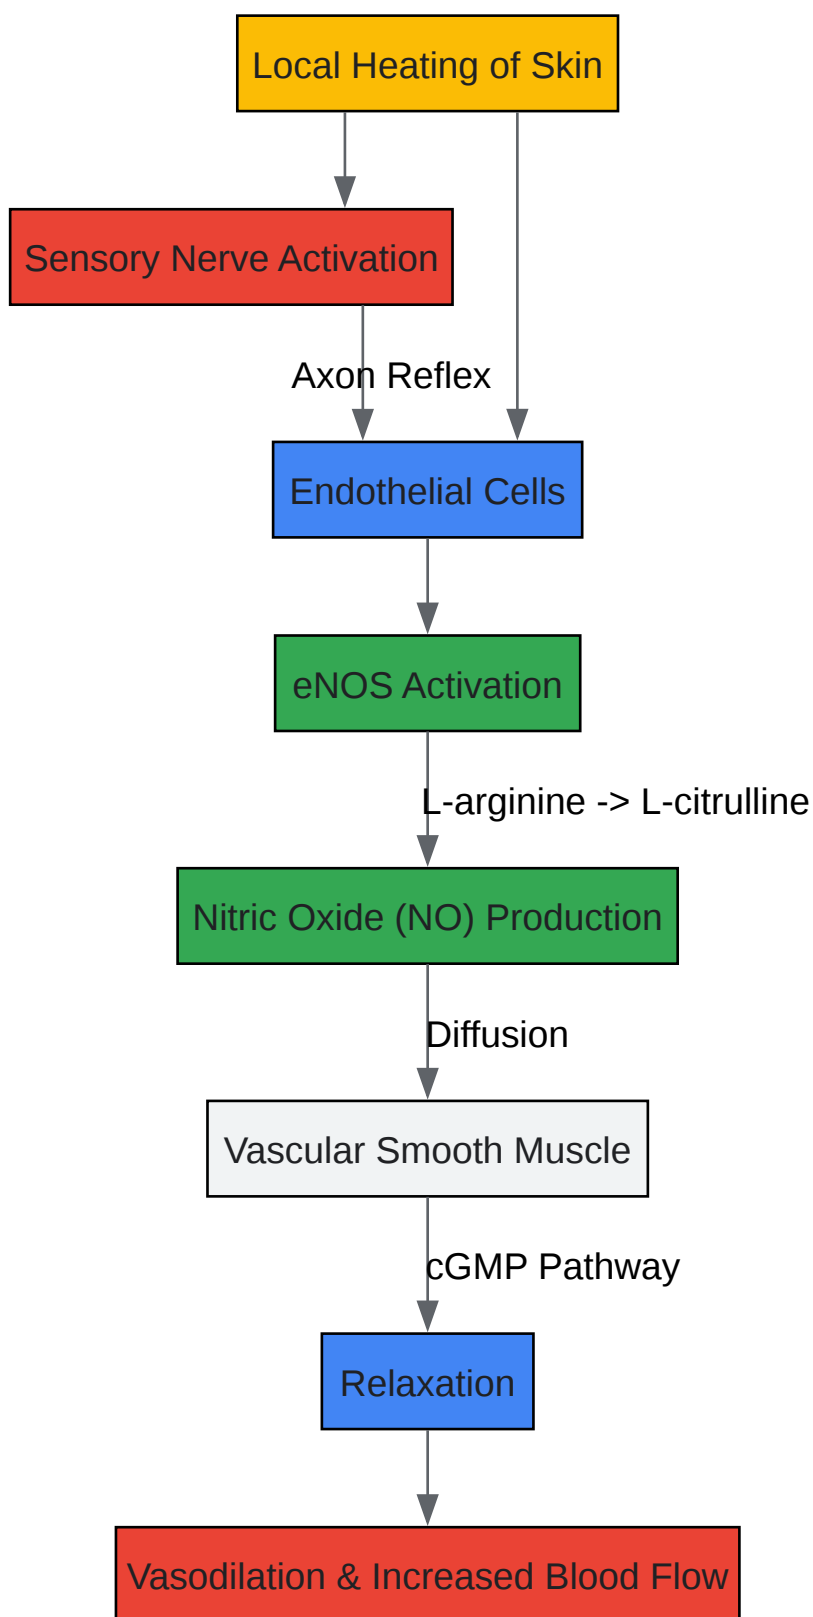 Local Heating of Skin
Sensory Nerve Activation
Axon Reflex
Endothelial Cells
eNOS Activation
L-arginine -> L-citrulline
Nitric Oxide (NO) Production
Diffusion
Vascular Smooth Muscle
cGMP Pathway
Relaxation
Vasodilation & Increased Blood Flow